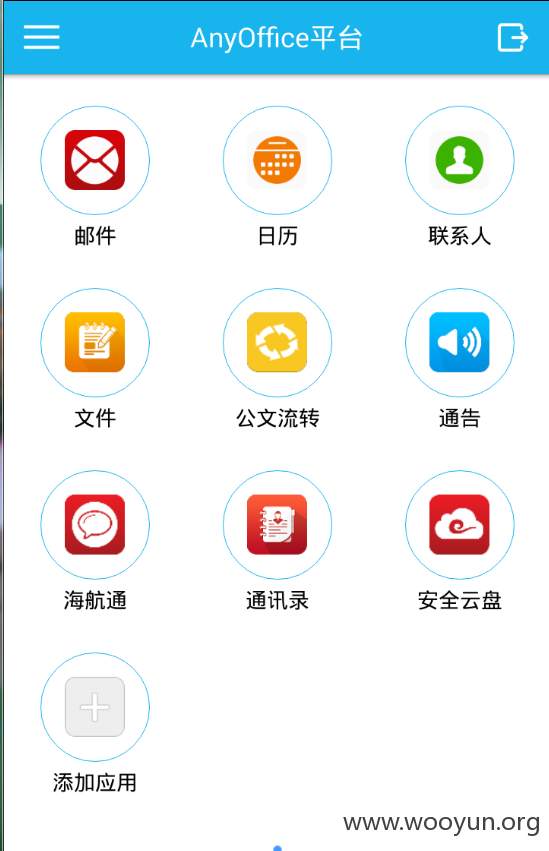 AnyOffice平台
邮件
日历
联系人
文件
公文流转
通告
海航通
通讯录
安全云盘
添加应用
www.wooyun.org